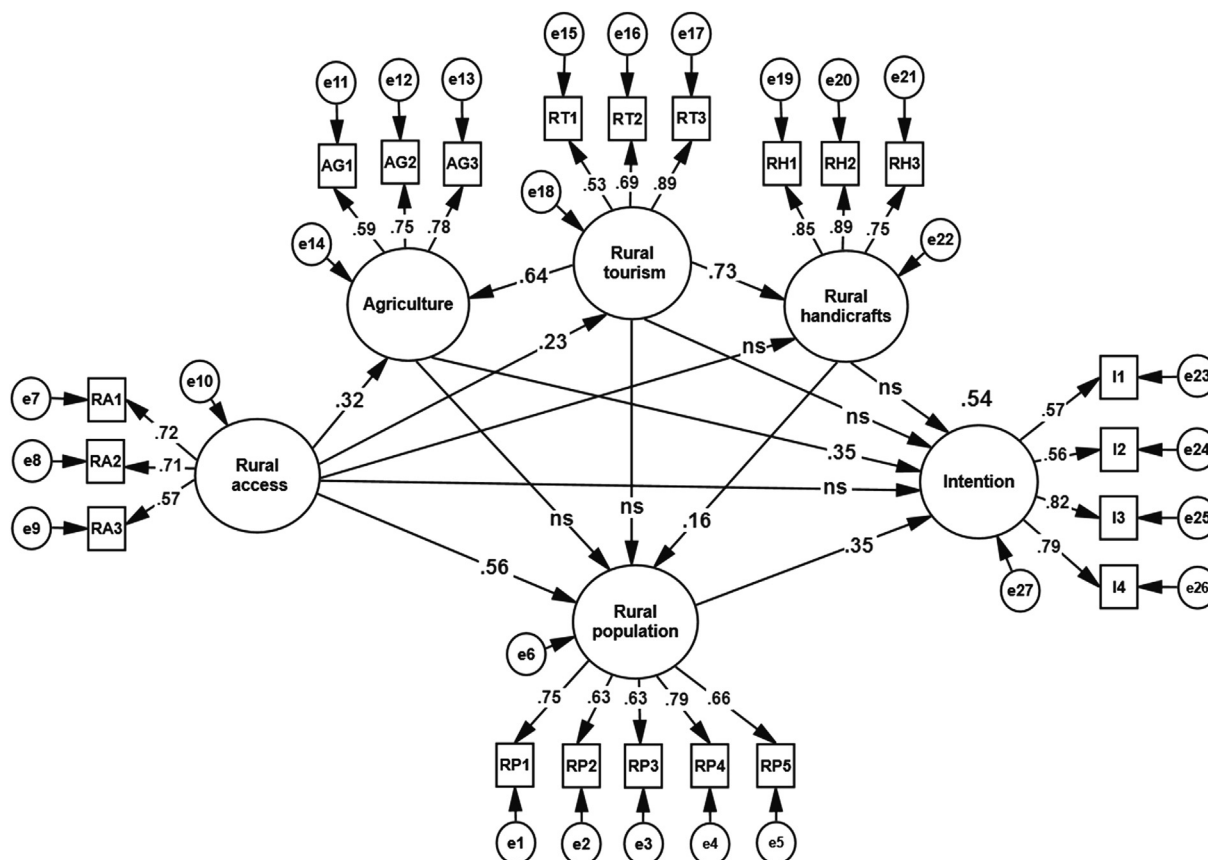 e15
e16
e17
e11
e12
e13
e19
e20
e21
RT1
RT2
RT3
AG1
AG2
AG3
RH1
RH2
RH3
.53
.69
.89
e18
.59
.75
.78
.85
.89
.75
e14
e22
Rural
tourism
.64
.73
Agriculture
Rural
handicrafts
.23
ns
e10
.32
ns
.54
I1
e23
e7
RA1
.57
.72
ns
e8
RA2
.71
Rural
access
.35
I2
e24
.56
ns
Intention
.57
.82
e9
RA3
ns
ns
.16
I3
e25
.35
.79
.56
e27
I4
e26
Rural
population
e6
.75
.63
.63
.79
.66
RP1
RP2
RP3
RP4
RP5
e1
e2
e3
e4
e5